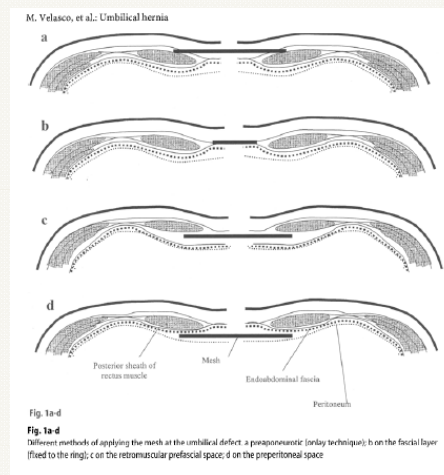 M. Velasco, et al.: Umbilical hernia
a
b
c
d
Posterior sheath of
rectus muscle
Mesh
Endoabdominal fascia
Peritoneum
Fig. 1a-d
Fig. 1a-d
Different methods of applying the mesh at the umbilical defect. a preaponeurotic (onlay technique); b on the fascial layer
(fixed to the ring); c on the retromuscular prefascial space; d on the preperitoneal space